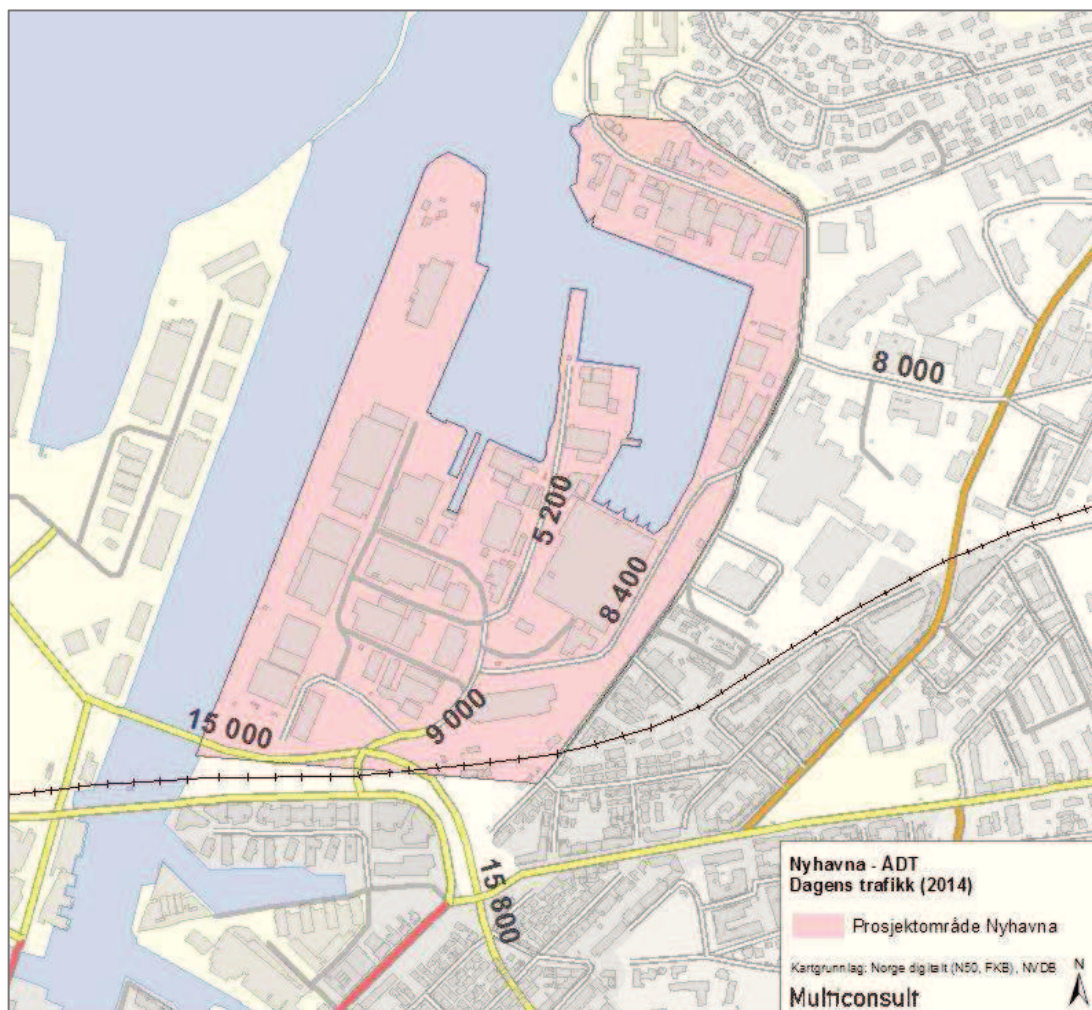 8 000
5 200
8 400
9 000
15 000
15 800
Nyhavna - ÅDT
Dagens trafikk (2014)
Prosjektområde Nyhavna
Kartgrunnlag: Norge digitalt (N50, FKB), NVDB
N
Multiconsult